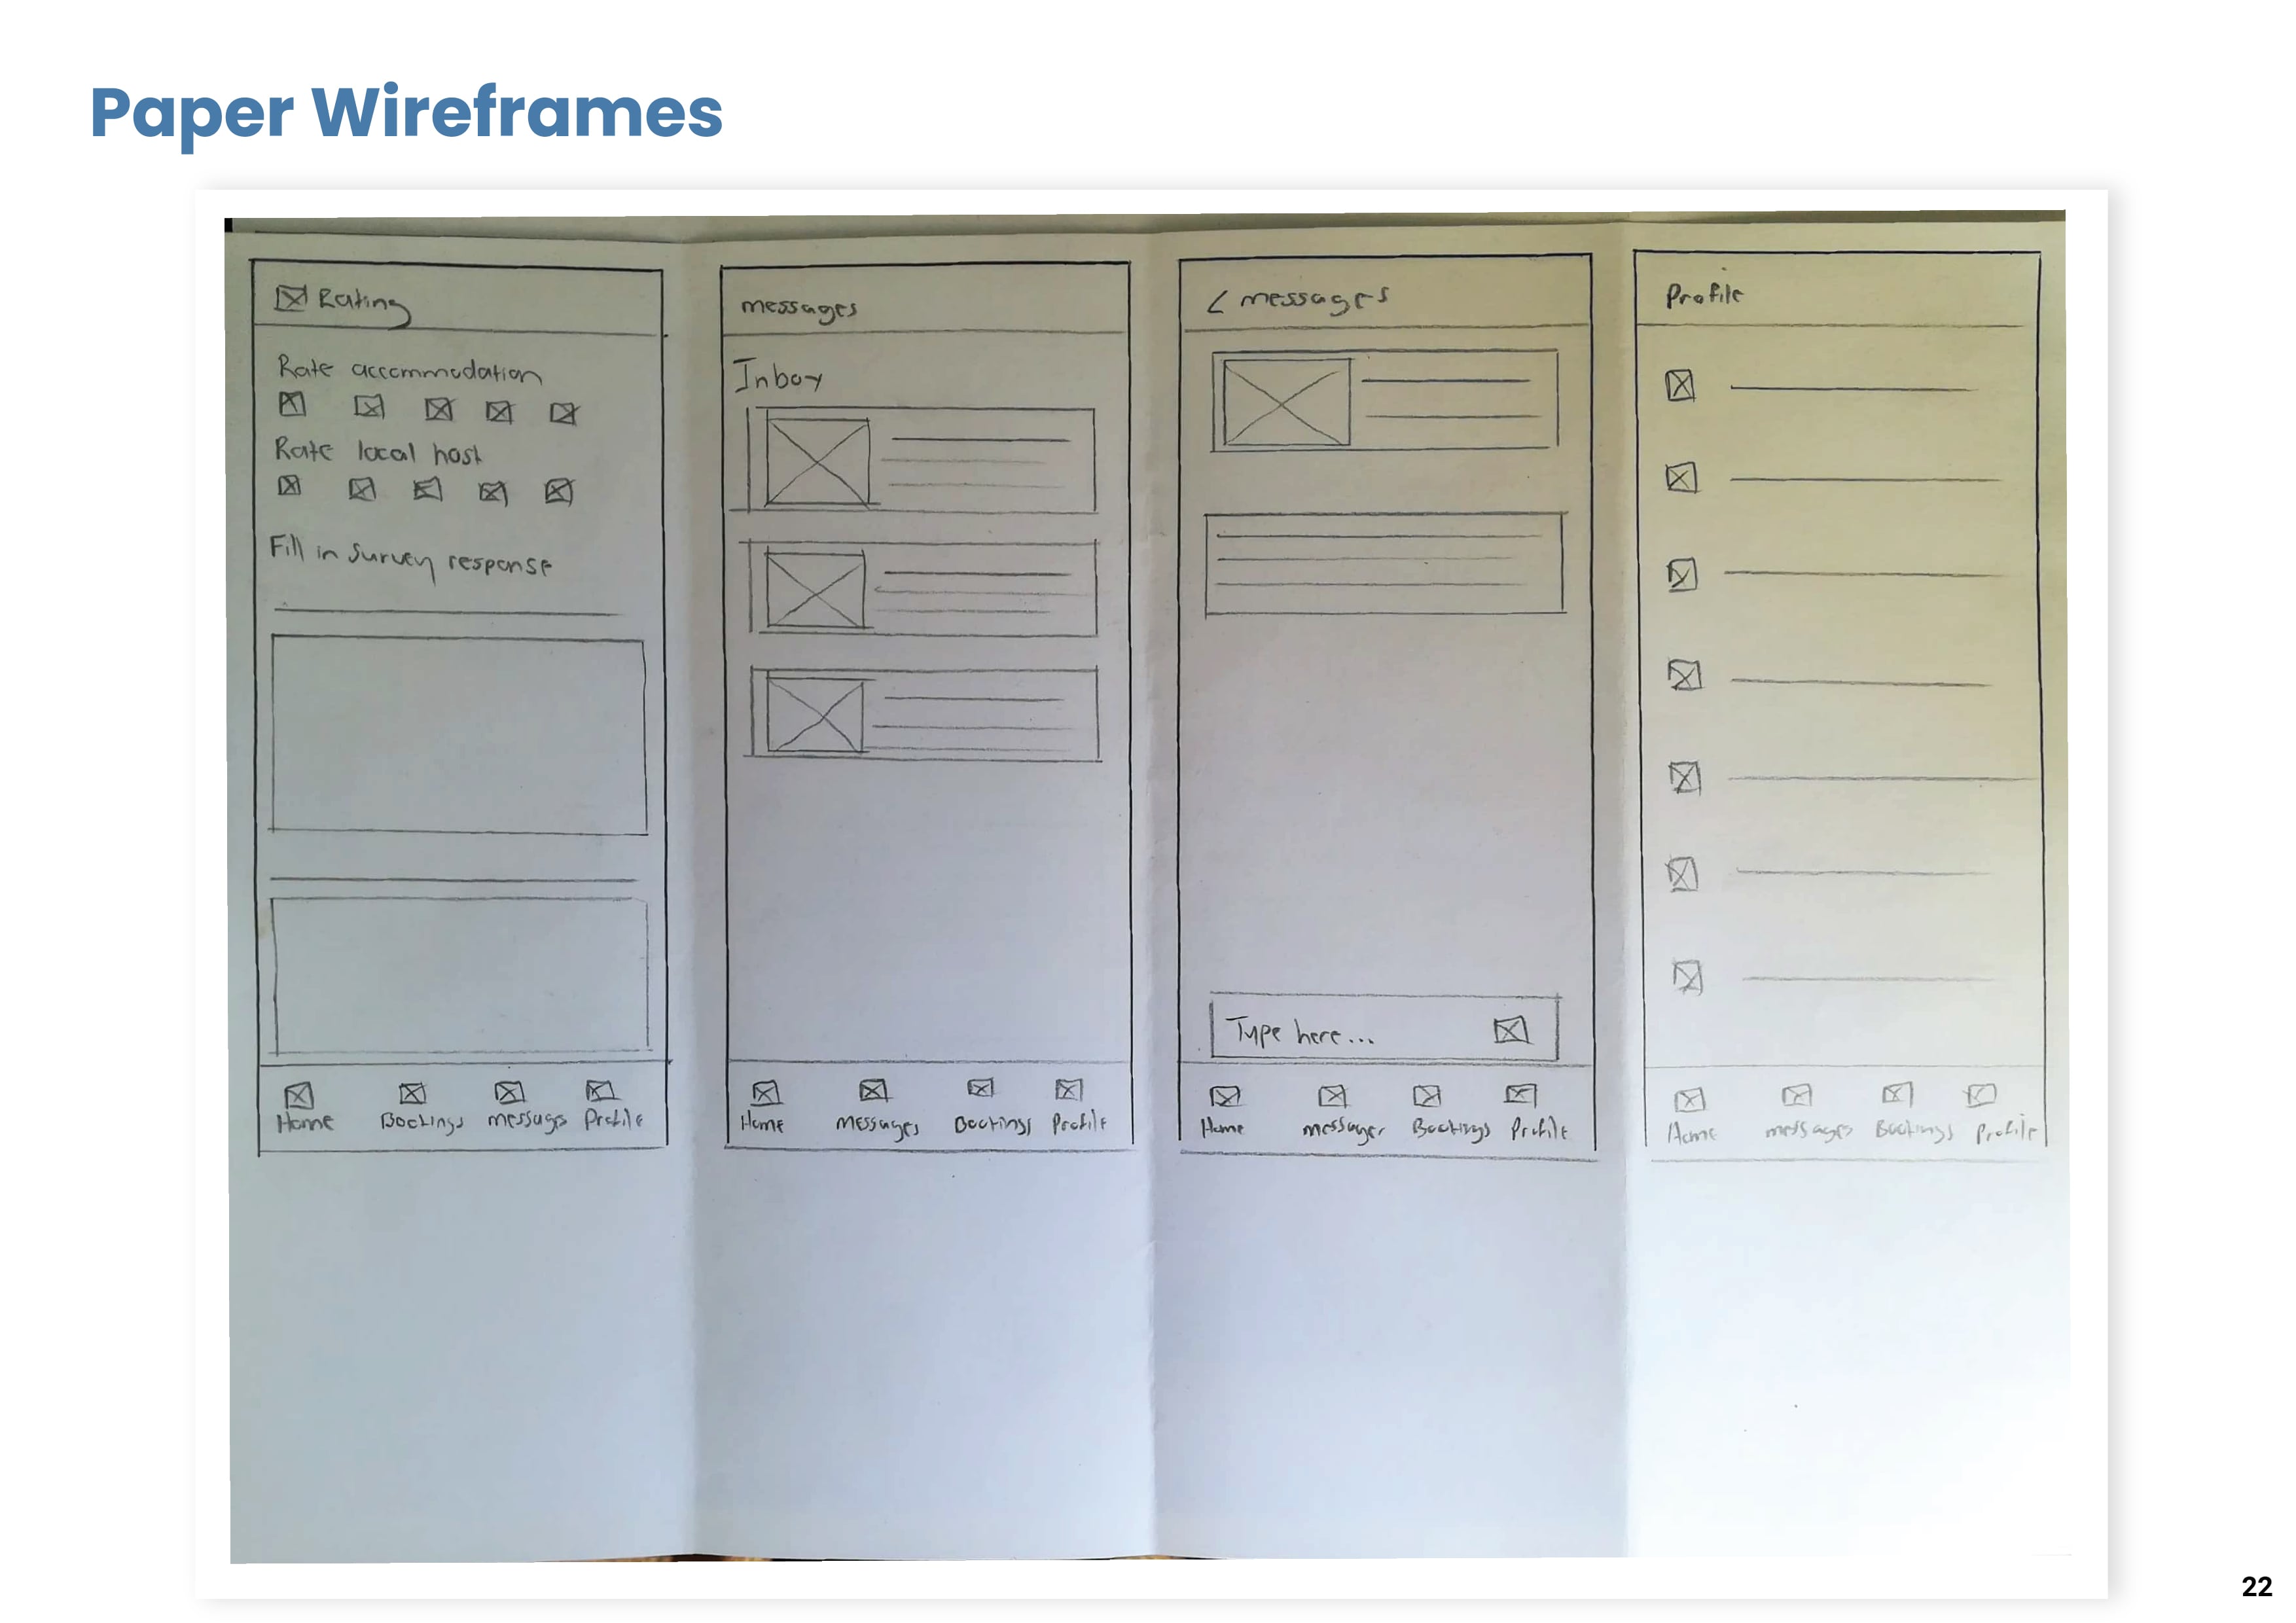 Paper Wireframes
Rating
Rate accommodation
Rate local host
Fill in survey response
Home Bookings messages Profile
messages
Inbox
Home messages Bookings Profile
< messages
Type here...
Home messages Bookings Profile
Profile
Home messages Bookings Profile
22